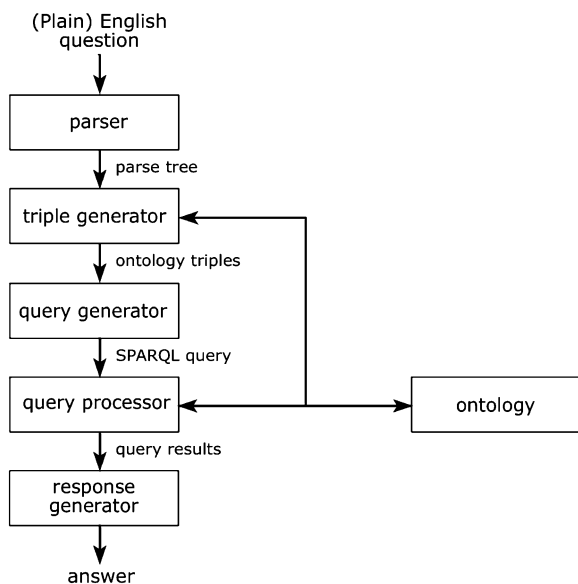 (Plain) English
question
parser
parse tree
triple generator
ontology triples
query generator
SPARQL query
query processor
ontology
query results
response
generator
answer